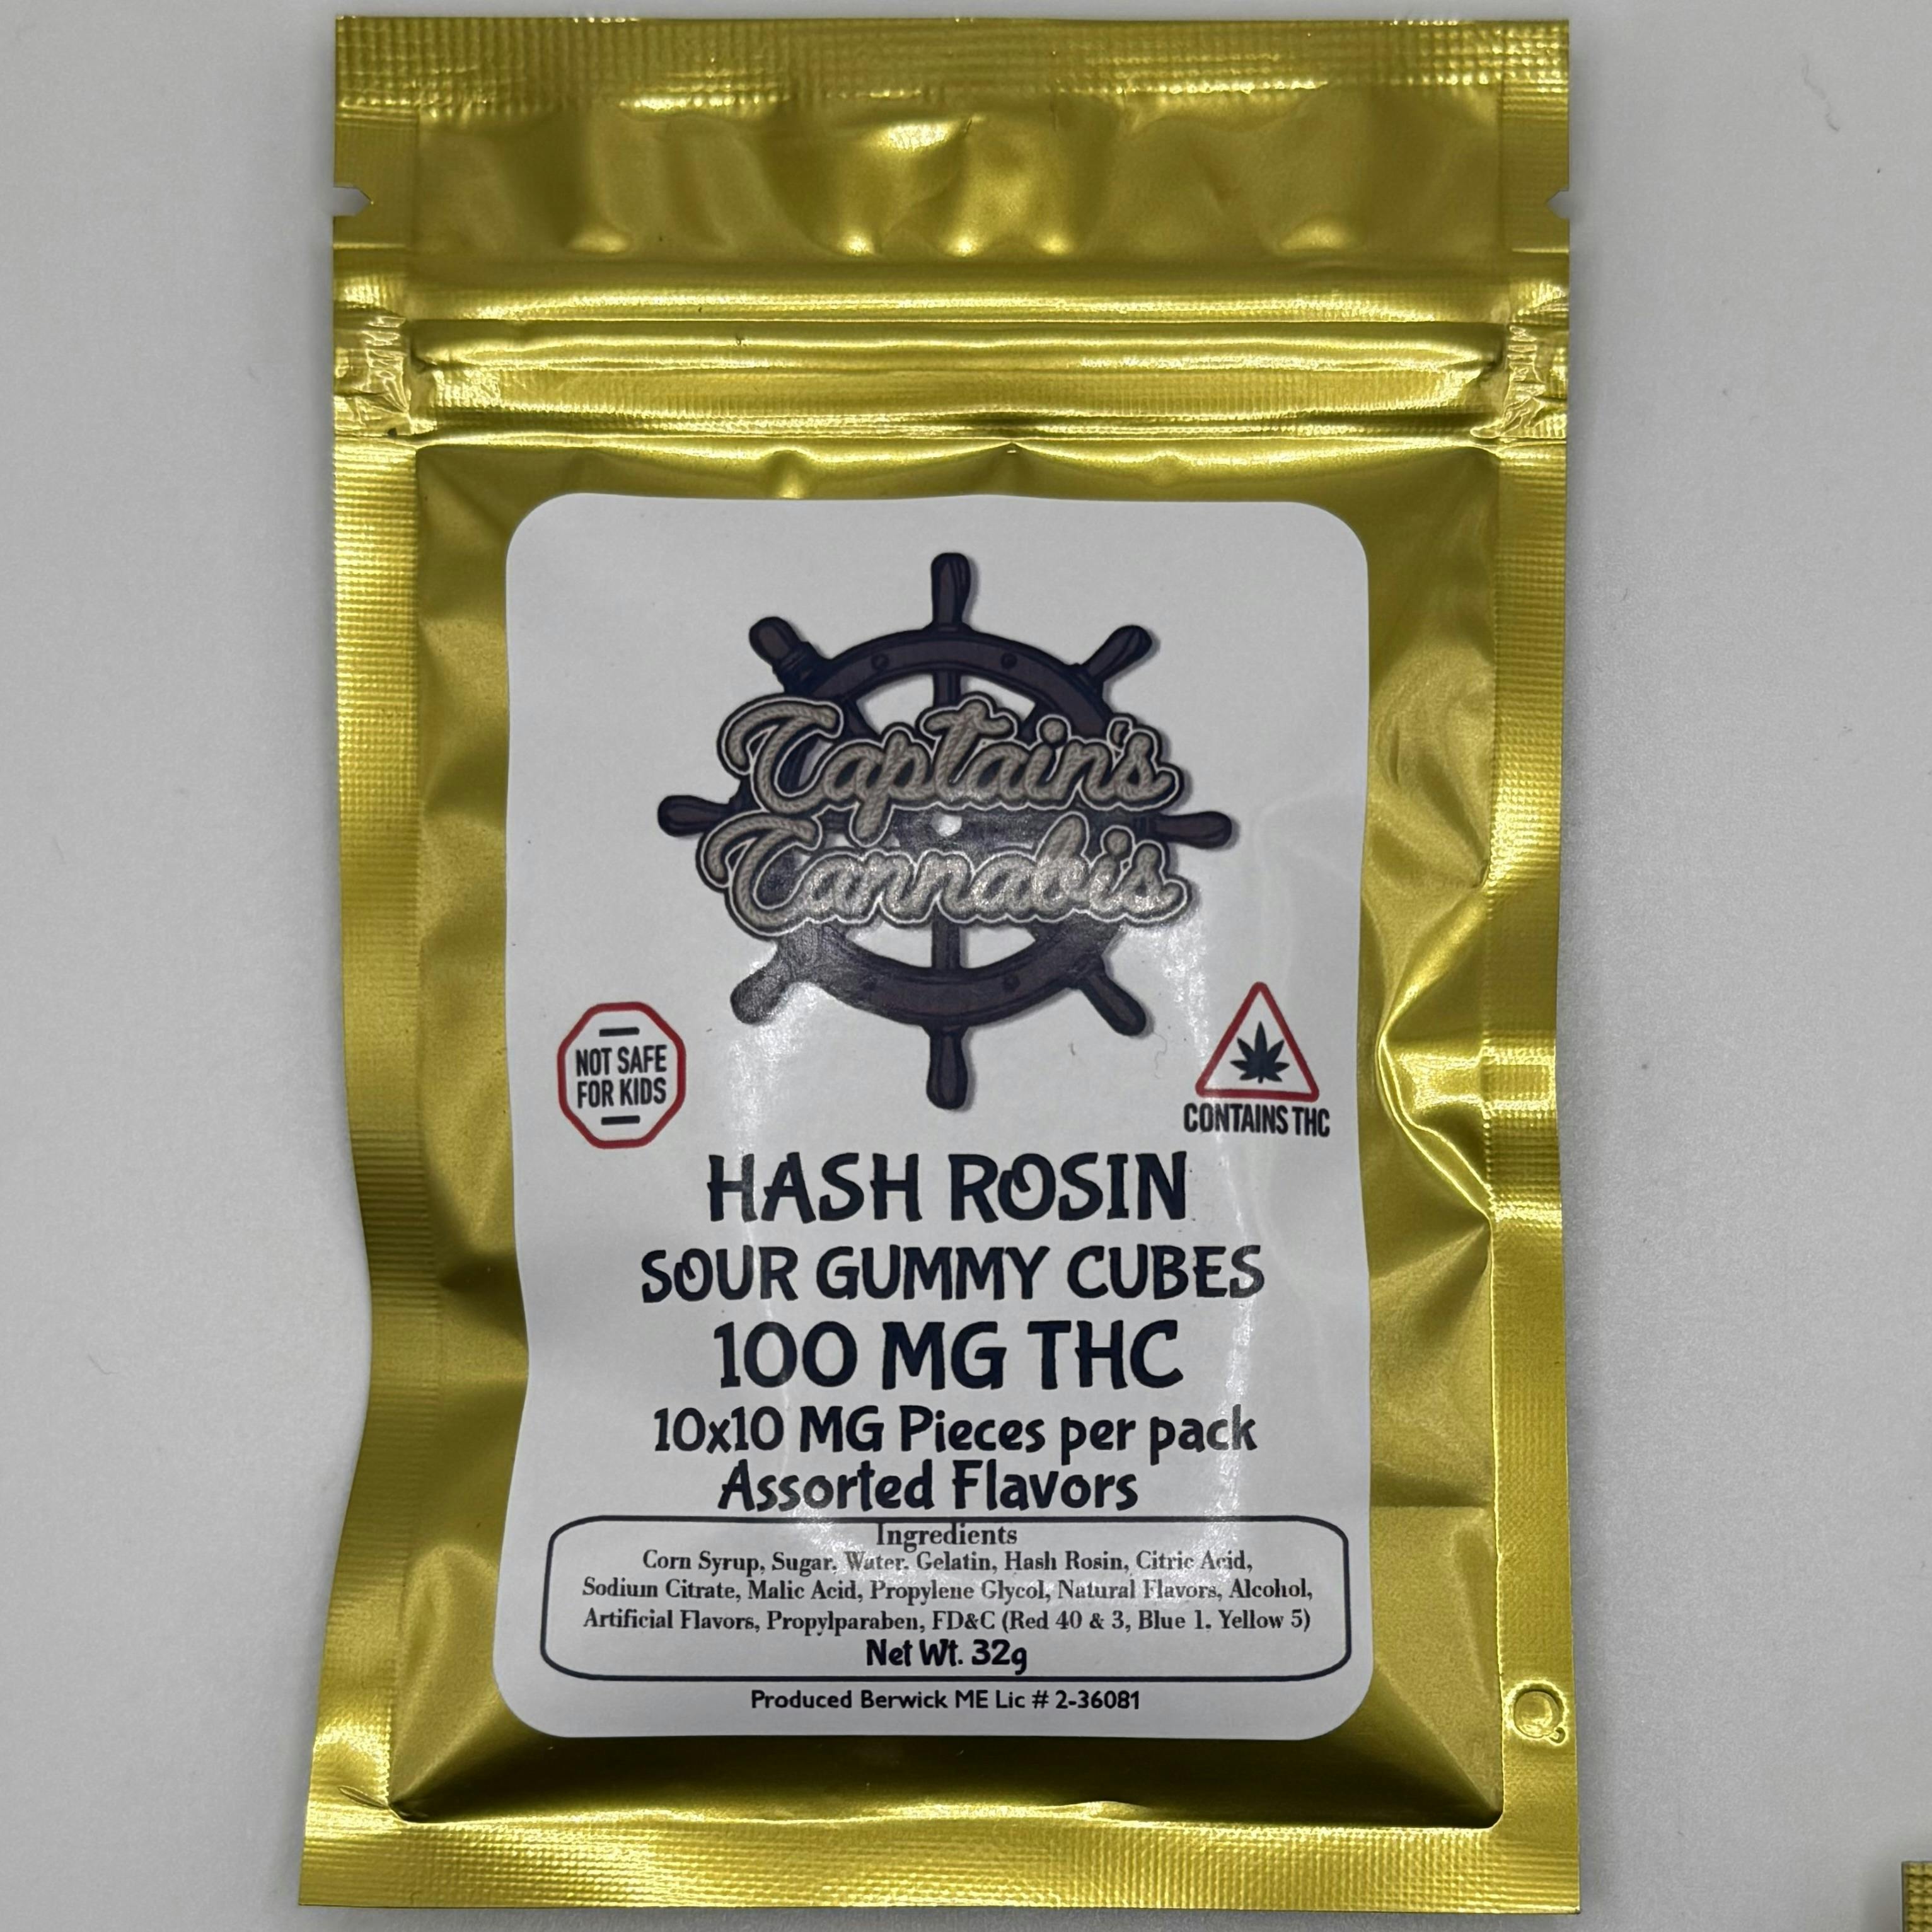 Captain's
Cannabis
NOT SAFE
FOR KIDS
CONTAINS THC
HASH ROSIN
SOUR GUMMY CUBES
100 MG THC
10x10 MG Pieces per pack
Assorted Flavors
Ingredients
Corn Syrup, Sugar, Water, Gelatin, Hash Rosin, Citric Acid,
Sodium Citrate, Malic Acid, Propylene Glycol, Natural Flavors, Alcohol,
Artificial Flavors, Propylparaben, FD&C (Red 40 & 3, Blue 1. Yellow 5)
Net Wt. 32g
Produced Berwick ME Lic # 2-36081